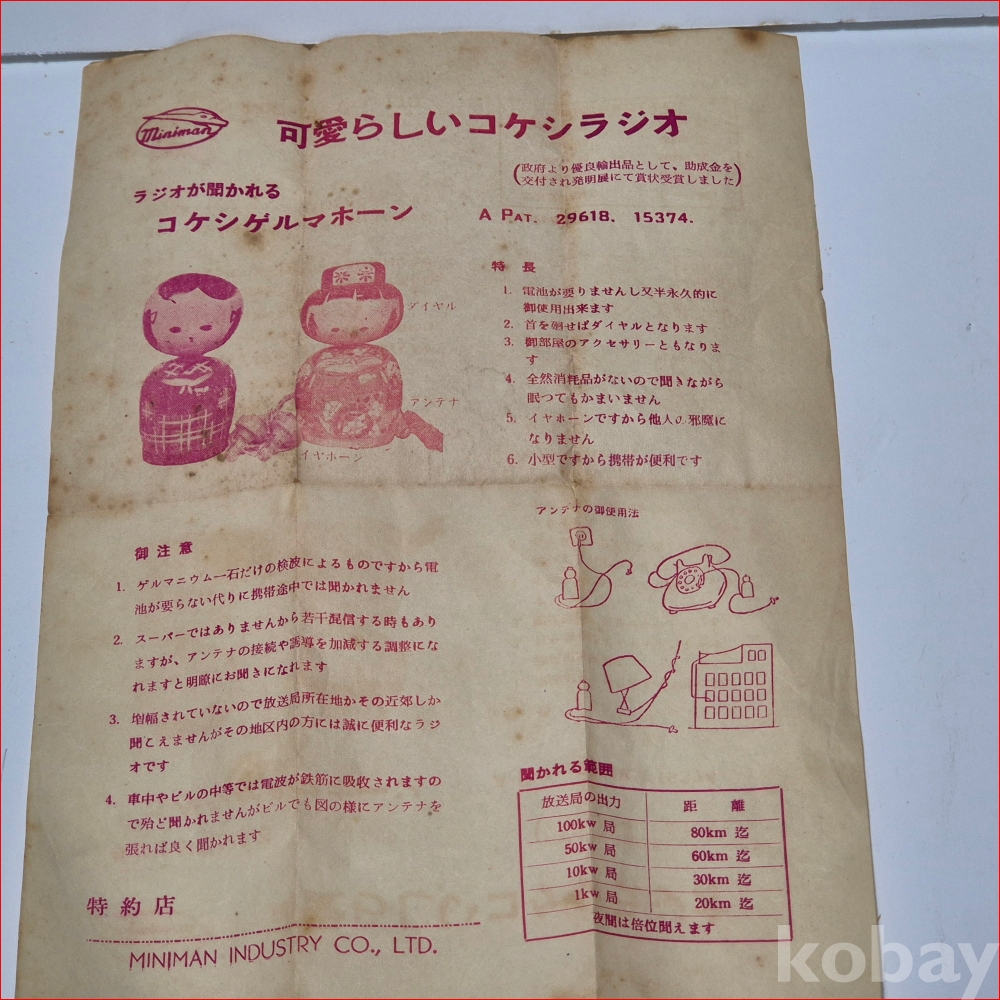 Miniman
可愛らしいコケシラジオ
(政府より優良輸出品として、助成金を
交付され発明展にて賞状受賞しました)
ラジオが聞かれる
コケシゲルマホーン
A PAT. 29618. 15374.
ダイヤル
アンテナ
イヤホーン
特長
1. 電池が要りませんし又半永久的に
御使用出来ます
2. 首を廻せばダイヤルとなります
3. 御部屋のアクセサリーともなりま
す
4. 全然消耗品がないので聞きながら
眠つてもかまいません
5. イヤホーンですから他人の邪魔に
なりません
6. 小型ですから携帯が便利です
アンテナの御使用法
御注意
1. ゲルマニウム一石だけの検波によるものですから電
池が要らない代りに携帯途中では聞かれません
2. スーパーではありませんから若干混信する時もあり
ますが、アンテナの接続や誘導を加減する調整にな
れますと明瞭にお聞きになれます
3. 増幅されていないので放送局所在地かその近郊しか
聞こえませんがその地区内の方には誠に便利なラジ
オです
4. 車中やビルの中等では電波が鉄筋に吸収されますの
で殆ど聞かれませんがビルでも図の様にアンテナを
張れば良く聞かれます
聞かれる範囲
放送局の出力 距離
100kw 局 80km 迄
50kw 局 60km 迄
10kw 局 30km 迄
1kw 局 20km 迄
夜間は倍位聞えます
特約店
MINIMAN INDUSTRY CO., LTD.
kobay